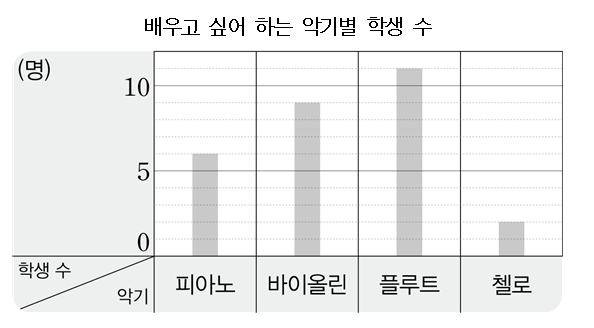 배우고 싶어 하는 악기별 학생 수
(명)
10
5
0
학생 수
악기
피아노 바이올린 플루트 첼로